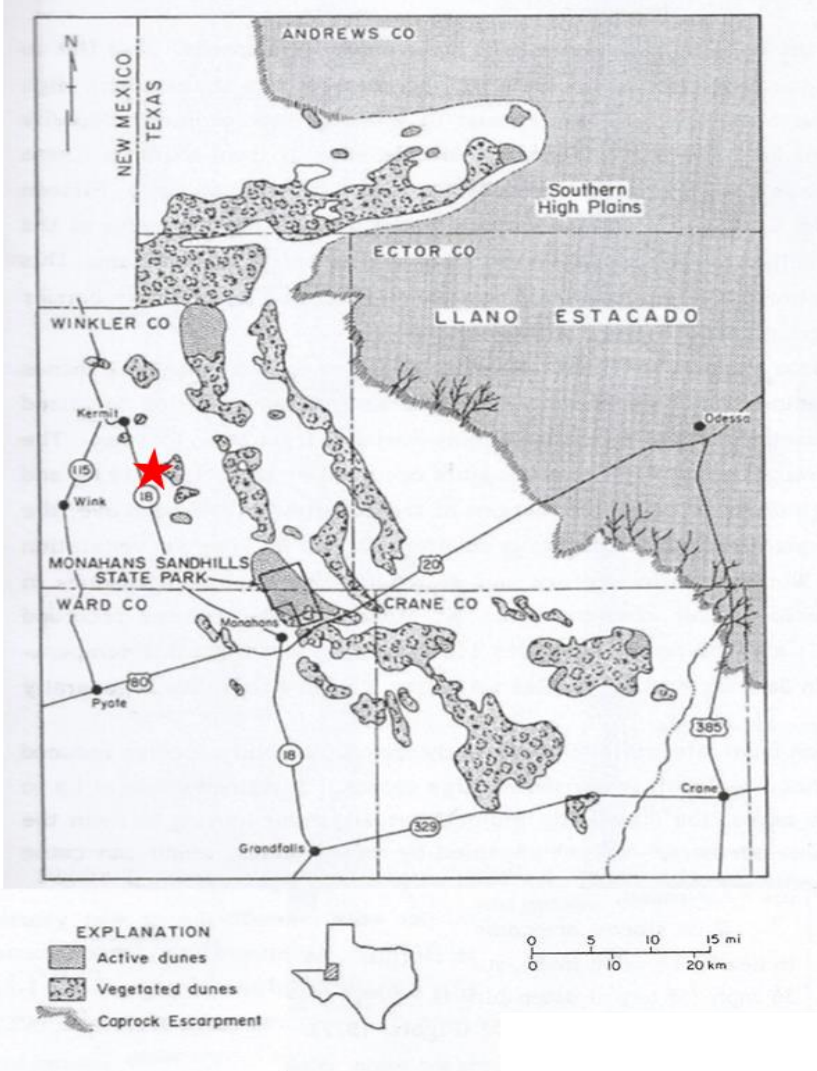 ANDREWS CO
N
NEW MEXICO
TEXAS
Southern
High Plains
ECTOR CO
LLANO ESTACADO
WINKLER CO
Kermit
Odessa
115
18
Wink
MONAHANS SANDHILLS
STATE PARK
20
WARD CO
CRANE CO
Monahans
80
Pyote
385
18
Crane
329
Grandfalls
EXPLANATION
Active dunes
Vegetated dunes
Caprock Escarpment
0 5 10 15 mi
0 10 20 km